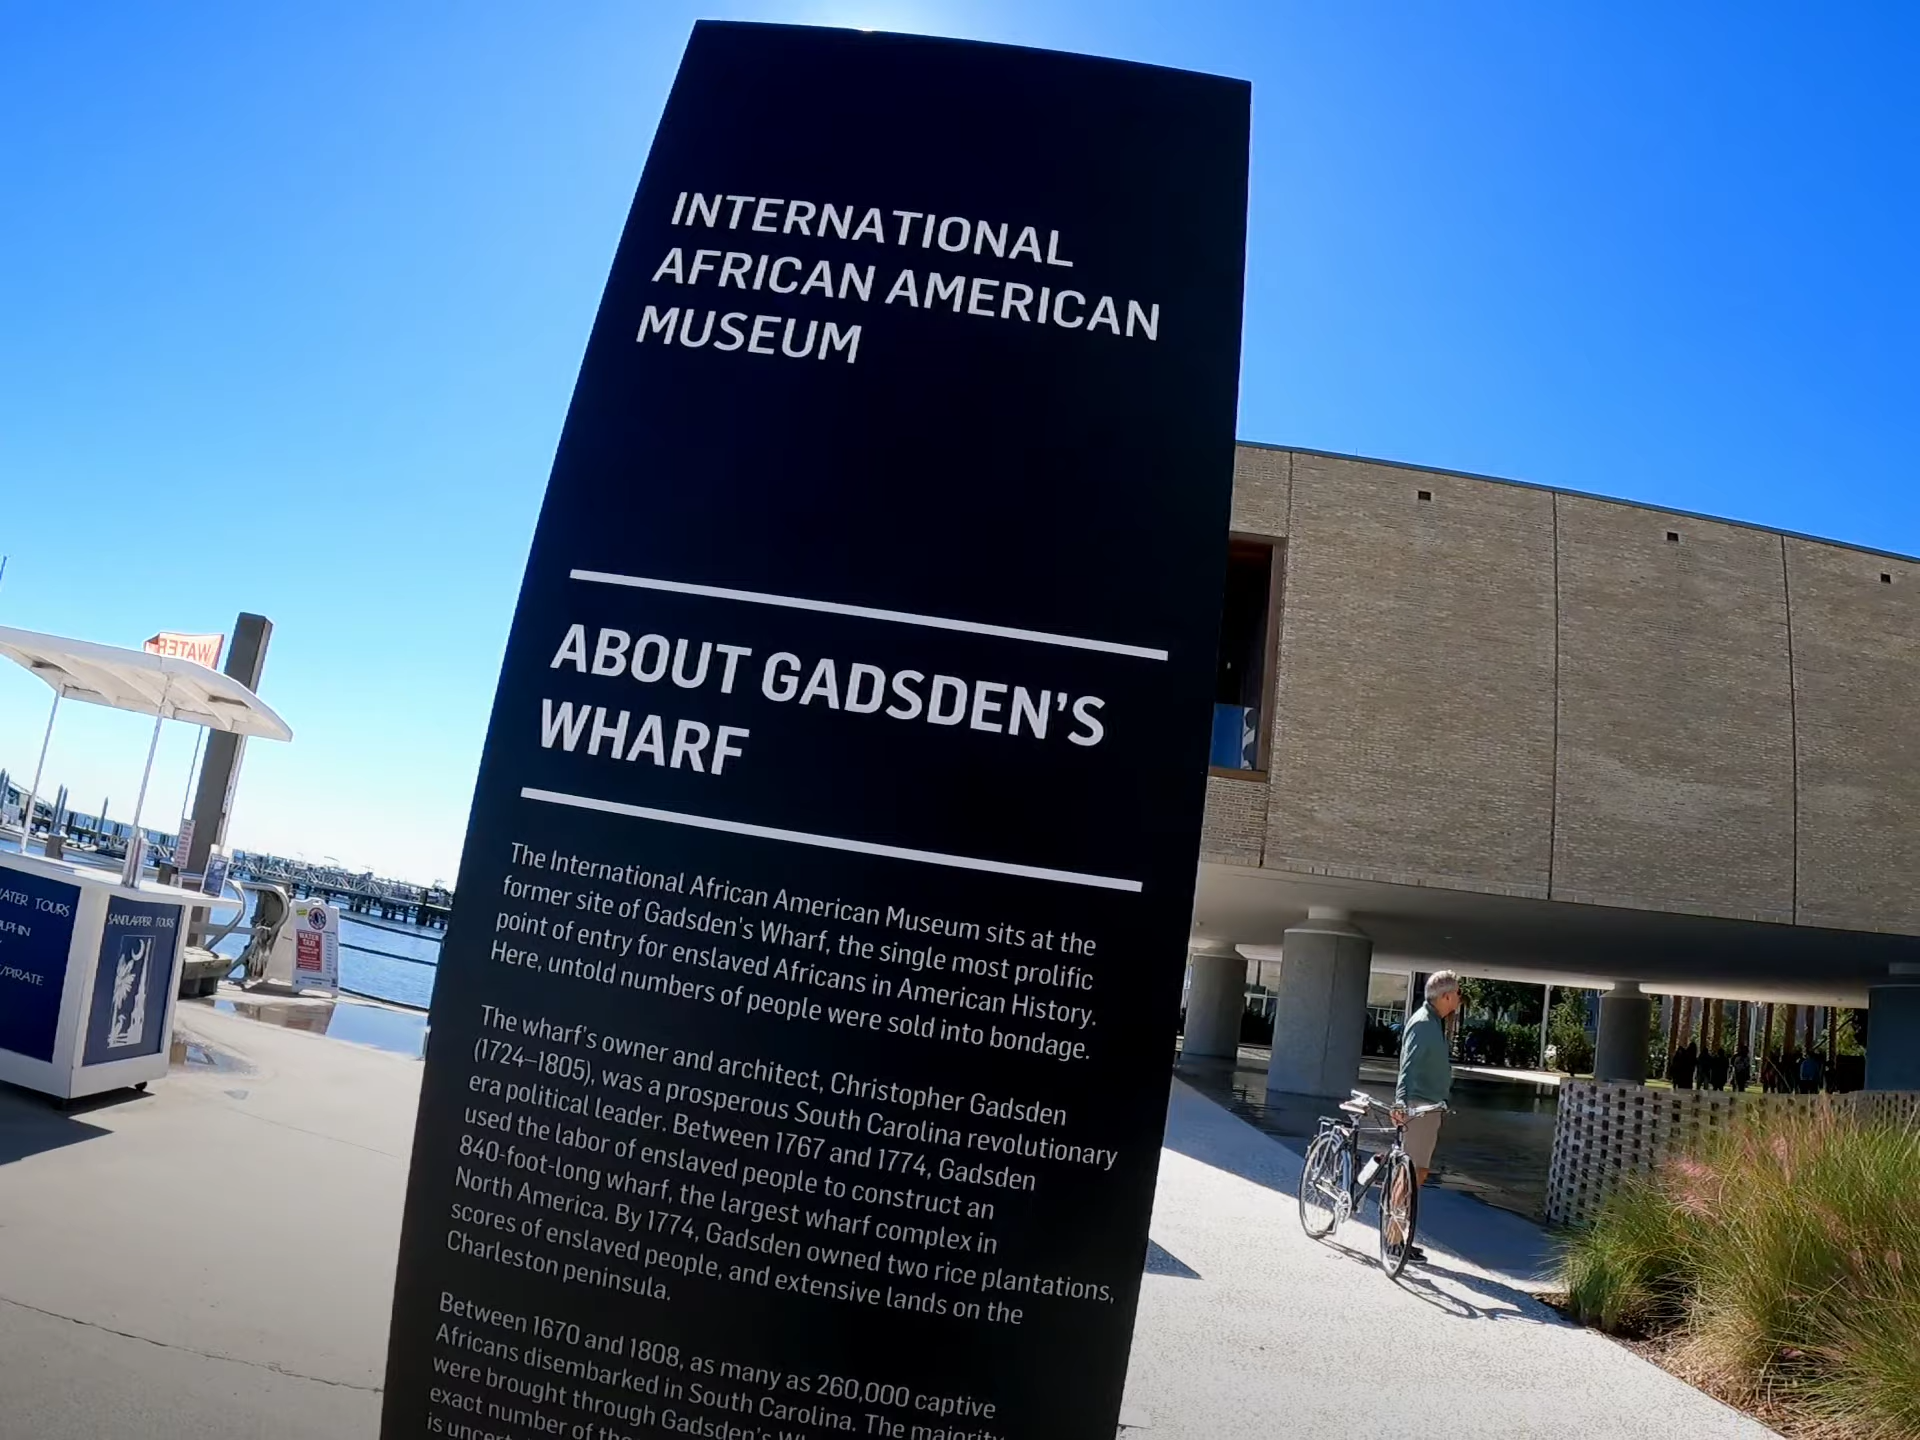 INTERNATIONAL
AFRICAN AMERICAN
MUSEUM
ABOUT GADSDEN'S
WHARF
The International African American Museum sits at the
former site of Gadsden's Wharf, the single most prolific
point of entry for enslaved Africans in American History.
Here, untold numbers of people were sold into bondage.
The wharf's owner and architect, Christopher Gadsden
(1724–1805), was a prosperous South Carolina revolutionary
era political leader. Between 1767 and 1774, Gadsden
used the labor of enslaved people to construct an
840-foot-long wharf, the largest wharf complex in
North America. By 1774, Gadsden owned two rice plantations,
scores of enslaved people, and extensive lands on the
Charleston peninsula.
Between 1670 and 1808, as many as 260,000 captive
Africans disembarked in South Carolina. The majority
were brought through Gadsden's
exact number of
is
WATER
WATER TOURS
/PIRATE
SANDLAPPER TOURS
WATER
TAXI